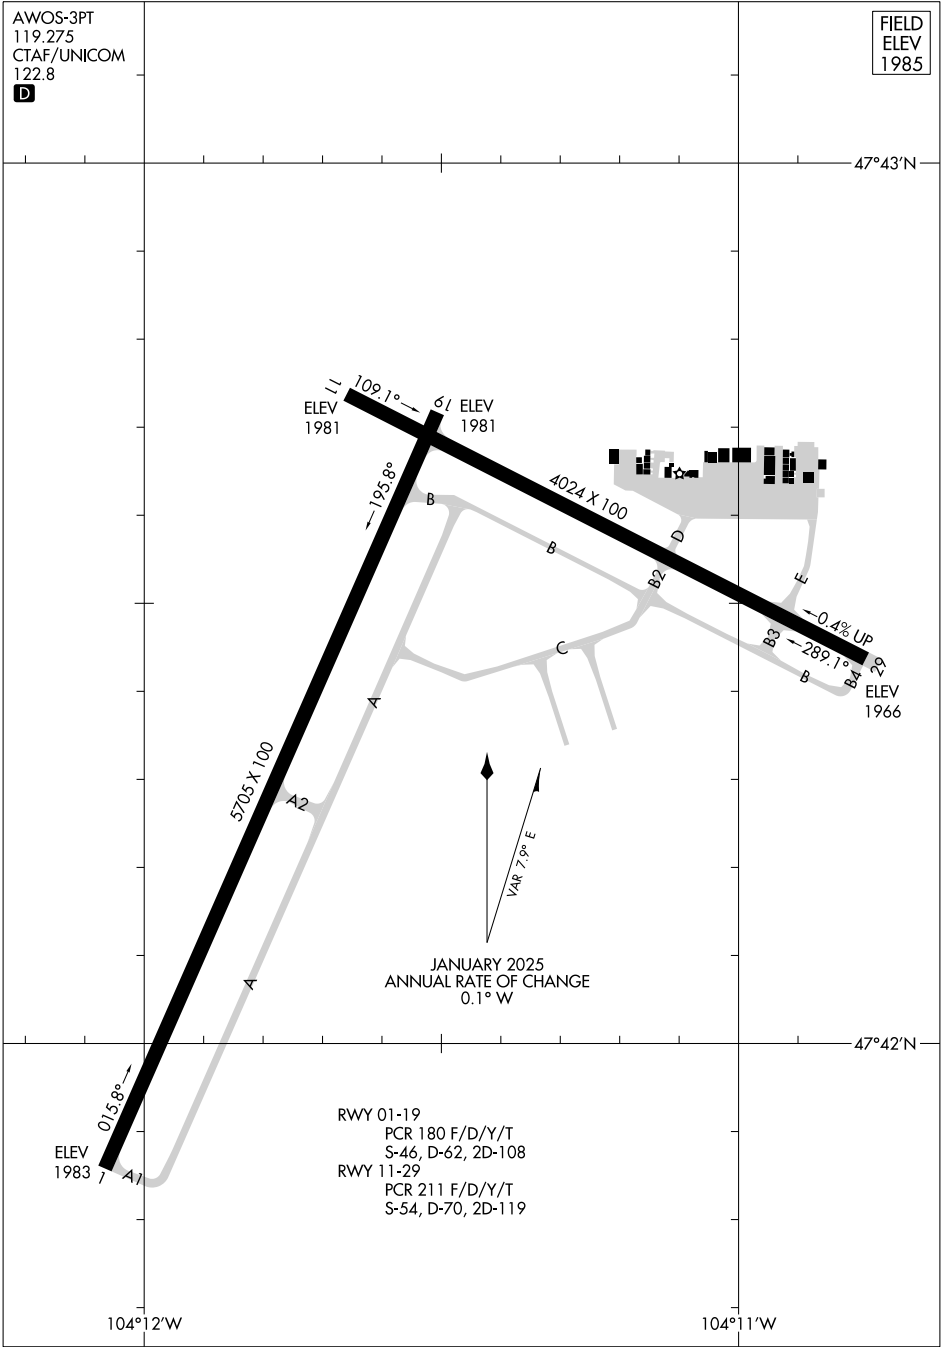 AWOS-3PT
119.275
CTAF/UNICOM
122.8
D
FIELD
ELEV
1985
47°43'N
11
109.1°
ELEV
1981
19
ELEV
1981
195.8°
4024 X 100
B
B
D
B2
E
0.4% UP
B3
289.1°
29
B
B4
ELEV
1966
C
A
5705 X 100
A2
VAR 7.9° E
JANUARY 2025
ANNUAL RATE OF CHANGE
0.1° W
A
47°42'N
015.8°
ELEV
1983
1
A1
RWY 01-19
PCR 180 F/D/Y/T
S-46, D-62, 2D-108
RWY 11-29
PCR 211 F/D/Y/T
S-54, D-70, 2D-119
104°12'W
104°11'W